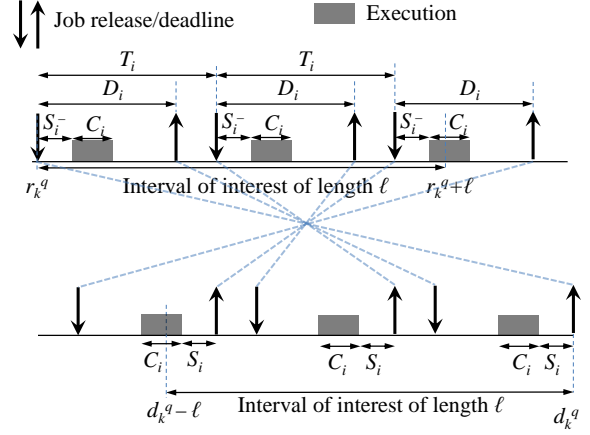 Job release/deadline Execution
T_i T_i
D_i D_i D_i
S_i^- C_i S_i^- C_i S_i^- C_i
r_k^q Interval of interest of length ℓ r_k^q+ℓ
C_i S_i C_i S_i C_i S_i
d_k^q−ℓ Interval of interest of length ℓ d_k^q